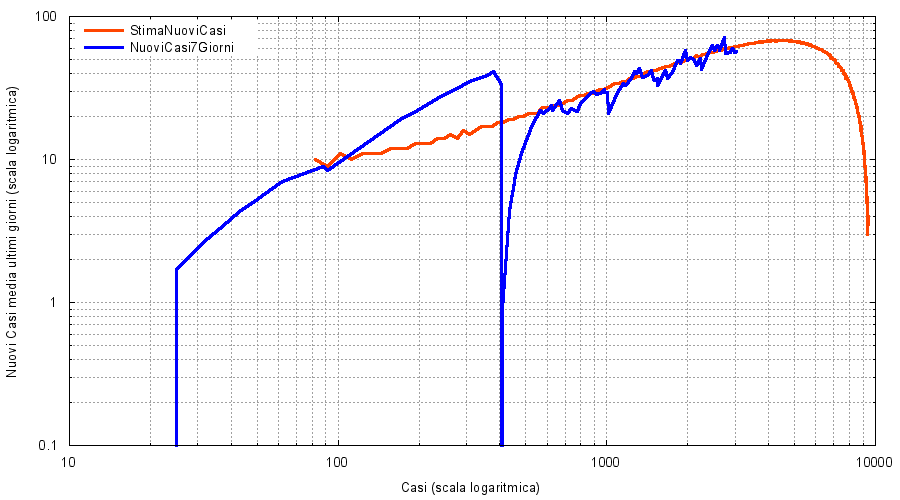 StimaNuoviCasi
NuoviCasi7Giorni
Nuovi Casi media ultimi giorni (scala logaritmica)
100
10
1
0.1
10
100
1000
10000
Casi (scala logaritmica)